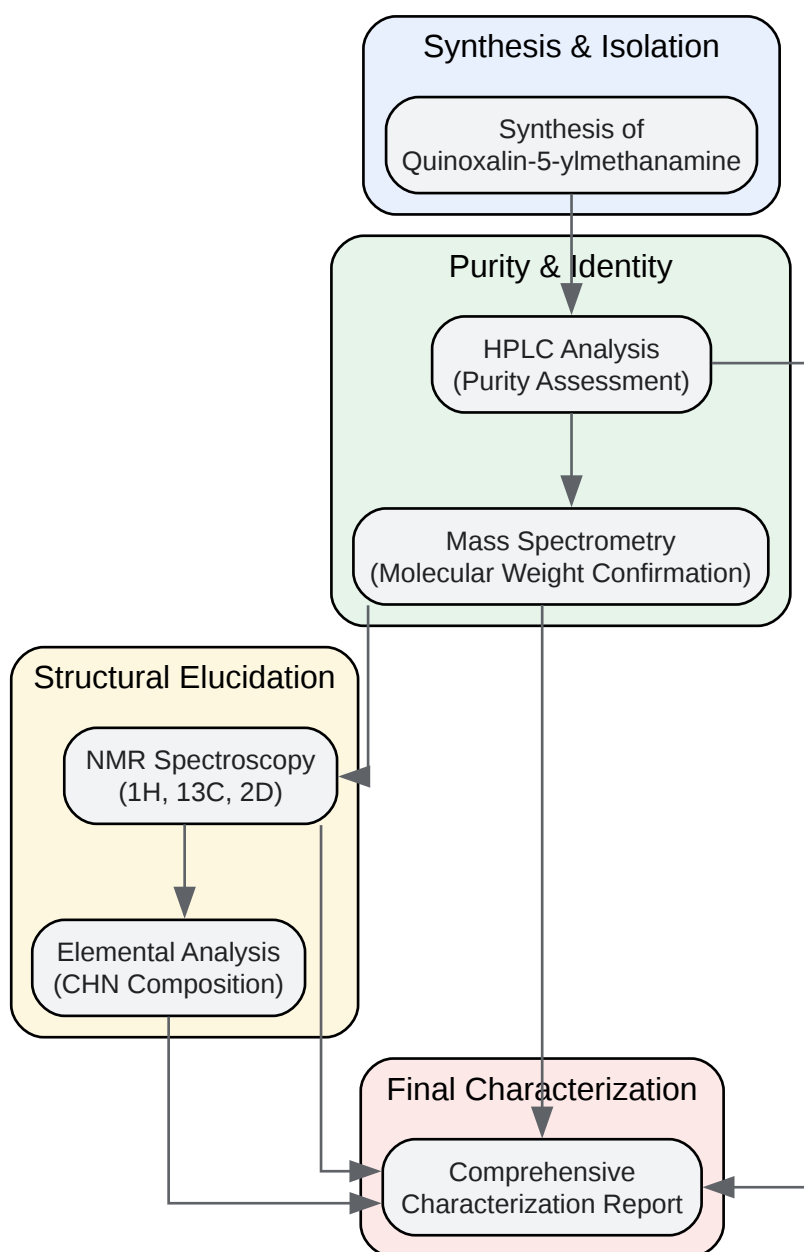 Synthesis & Isolation
Synthesis of
Quinoxalin-5-ylmethanamine
Purity & Identity
HPLC Analysis
(Purity Assessment)
Mass Spectrometry
(Molecular Weight Confirmation)
Structural Elucidation
NMR Spectroscopy
(1H, 13C, 2D)
Elemental Analysis
(CHN Composition)
Final Characterization
Comprehensive
Characterization Report